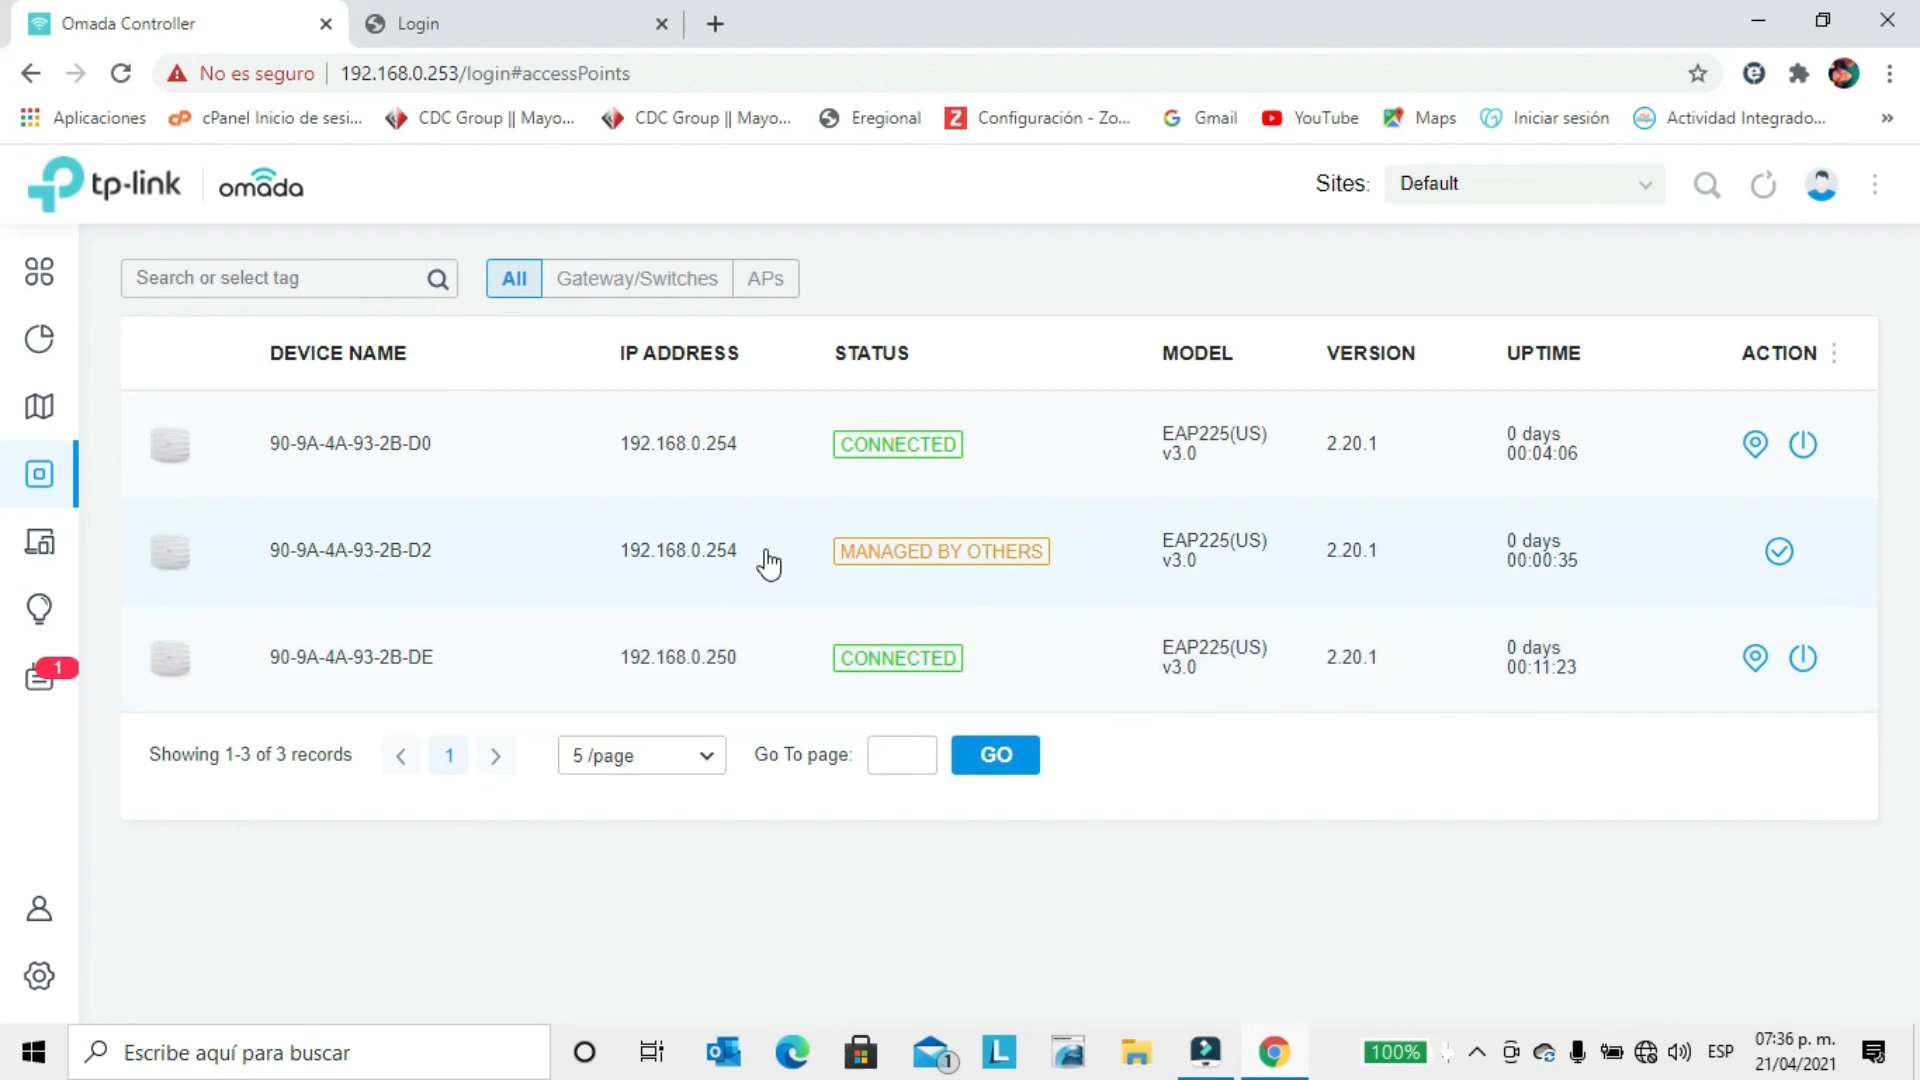 Omada Controller
Login
No es seguro | 192.168.0.253/login#accessPoints
Aplicaciones cPanel Inicio de sesi... CDC Group || Mayo... CDC Group || Mayo... Eregional Configuración - Zo... Gmail YouTube Maps Iniciar sesión Actividad Integrado... »
tp-link omada
Sites: Default
Search or select tag All Gateway/Switches APs
DEVICE NAME IP ADDRESS STATUS MODEL VERSION UPTIME ACTION
90-9A-4A-93-2B-D0 192.168.0.254 CONNECTED EAP225(US) v3.0 2.20.1 0 days 00:04:06
90-9A-4A-93-2B-D2 192.168.0.254 MANAGED BY OTHERS EAP225(US) v3.0 2.20.1 0 days 00:00:35
90-9A-4A-93-2B-DE 192.168.0.250 CONNECTED EAP225(US) v3.0 2.20.1 0 days 00:11:23
1
Showing 1-3 of 3 records 1 5 /page Go To page: GO
Escribe aquí para buscar
1
100%
ESP
07:36 p. m.
21/04/2021